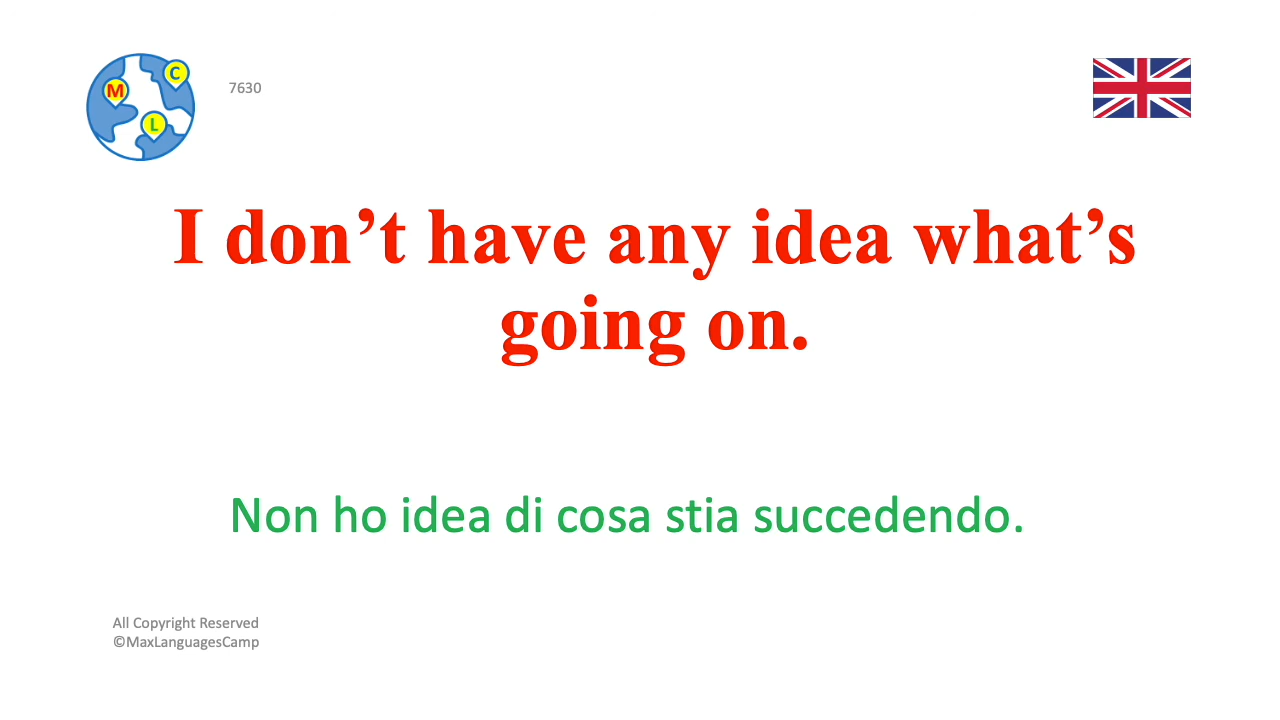 C
M
L
7630
I don’t have any idea what’s
going on.
Non ho idea di cosa stia succedendo.
All Copyright Reserved
©MaxLanguagesCamp